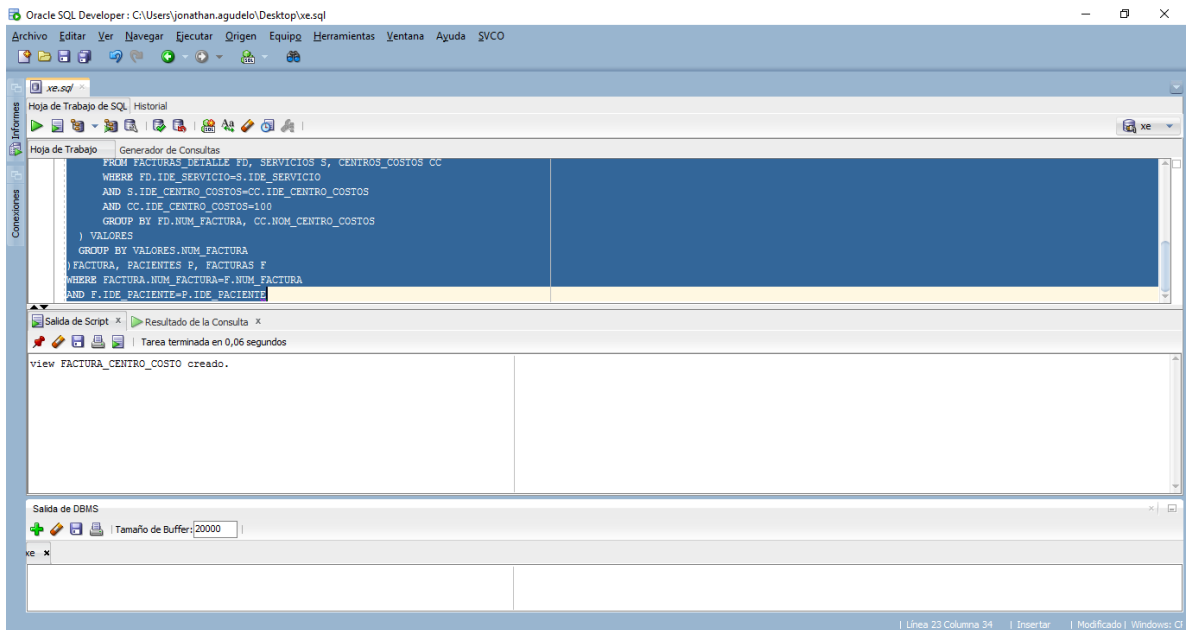 Oracle SQL Developer : C:\Users\jonathan.agudelo\Desktop\xe.sql
Archivo Editar Ver Navegar Ejecutar Origen Equipo Herramientas Ventana Ayuda SVCO
xe.sql
Hoja de Trabajo de SQL Historial
xe
Hoja de Trabajo Generador de Consultas
Informes
Conexiones
FROM FACTURAS_DETALLE FD, SERVICIOS S, CENTROS_COSTOS CC
WHERE FD.IDE_SERVICIO=S.IDE_SERVICIO
AND S.IDE_CENTRO_COSTOS=CC.IDE_CENTRO_COSTOS
AND CC.IDE_CENTRO_COSTOS=100
GROUP BY FD.NUM_FACTURA, CC.NOM_CENTRO_COSTOS
) VALORES
GROUP BY VALORES.NUM_FACTURA
)FACTURA, PACIENTES P, FACTURAS F
WHERE FACTURA.NUM_FACTURA=F.NUM_FACTURA
AND F.IDE_PACIENTE=P.IDE_PACIENTE
Salida de Script x Resultado de la Consulta x
Tarea terminada en 0,06 segundos
view FACTURA_CENTRO_COSTO creado.
Salida de DBMS
Tamaño de Buffer: 20000
xe
Línea 23 Columna 34 | Insertar | Modificado | Windows: CF